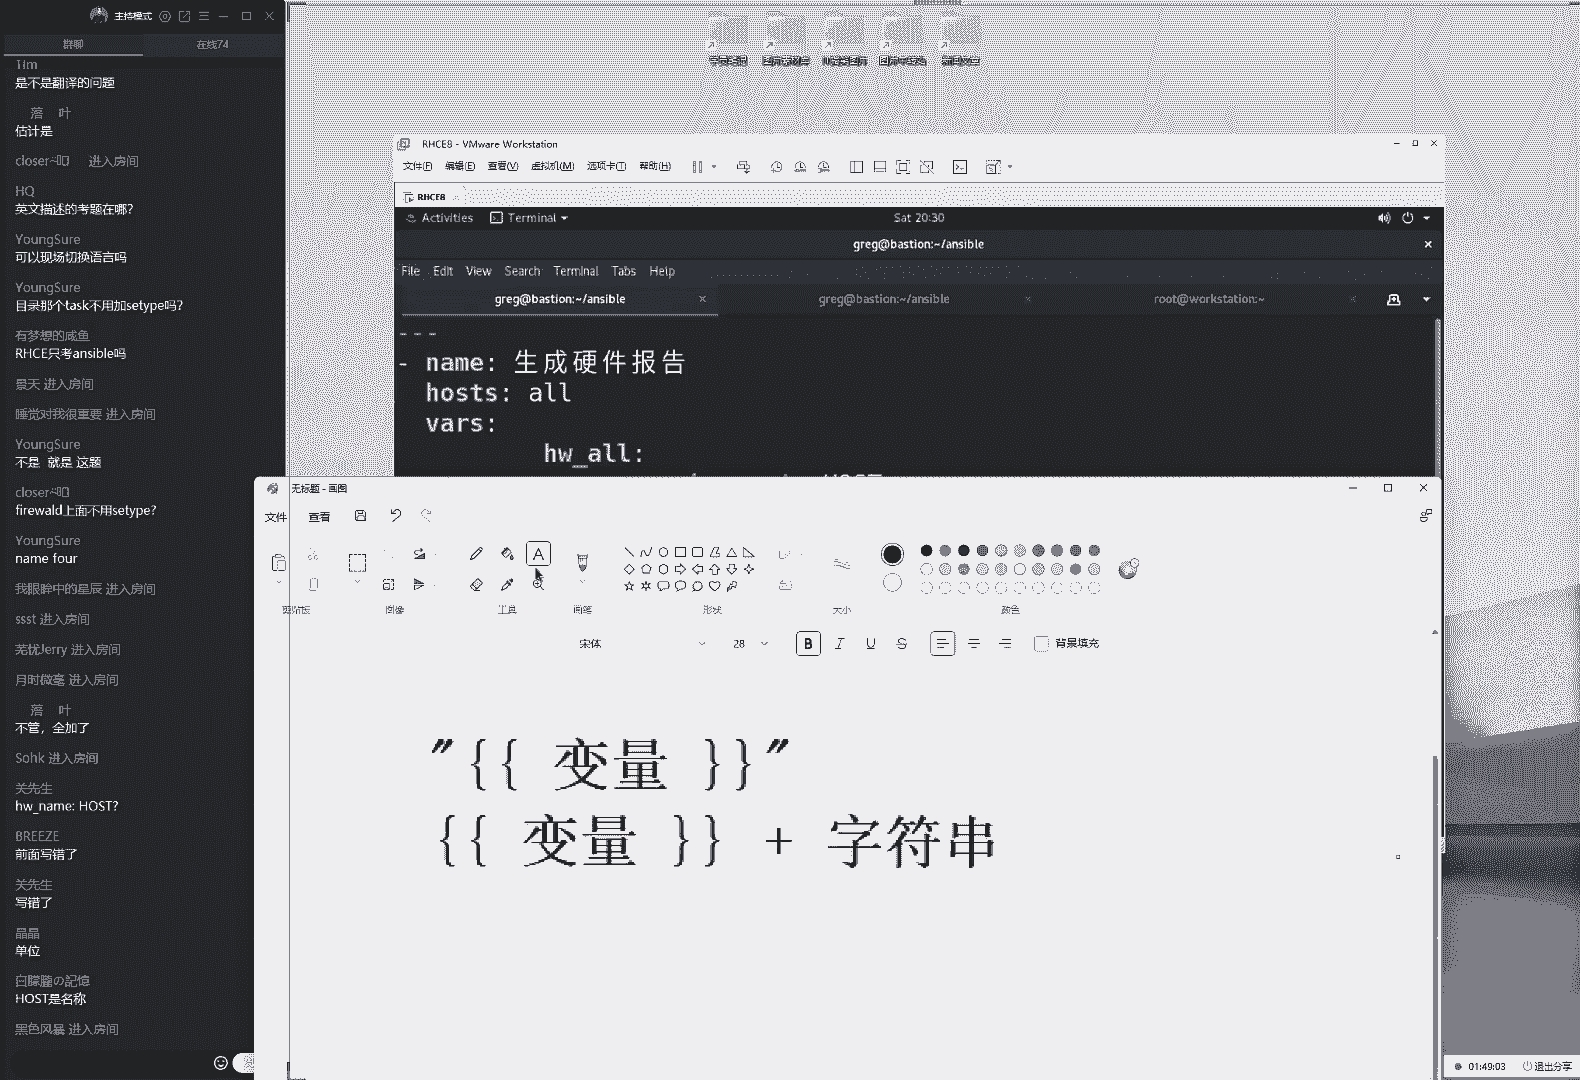 主持模式
群聊
在线74
Tim
是不是翻译的问题
落 叶
估计是
进入房间
HQ
英文描述的考题在哪?
YoungSure
可以现场切换语言吗
YoungSure
目录那个task不用加setype吗?
有梦想的咸鱼
RHCE只考ansible吗
景天 进入房间
睡觉对我很重要 进入房间
YoungSure
不是 就是 这题
firewald上面不用setype?
YoungSure
name four
我眼眸中的星辰 进入房间
ssst 进入房间
芜忧Jerry 进入房间
月时微毫 进入房间
落 叶
不管，全加了
Sohk 进入房间
关先生
hw_name: HOST?
BREEZE
前面写错了
关先生
写错了
晶晶
单位
白朦朧の記憶
HOST是名称
黑色风暴 进入房间
RHCE8 - VMware Workstation
文件(F) 编辑(E) 查看(V) 虚拟机(M) 选项卡(T) 帮助(H)
RHCE8
Activities Terminal Sat 20:30
greg@bastion:~/ansible
File Edit View Search Terminal Tabs Help
greg@bastion:~/ansible greg@bastion:~/ansible root@workstation:~
---
- name: 生成硬件报告
hosts: all
vars:
hw_all:
无标题 - 画图
文件 查看
剪贴板 图像 工具 画笔 形状 大小 颜色
宋体 28 B I U S 背景填充
"{{ 变量 }}"
{{ 变量 }} + 字符串
01:49:03 退出分享